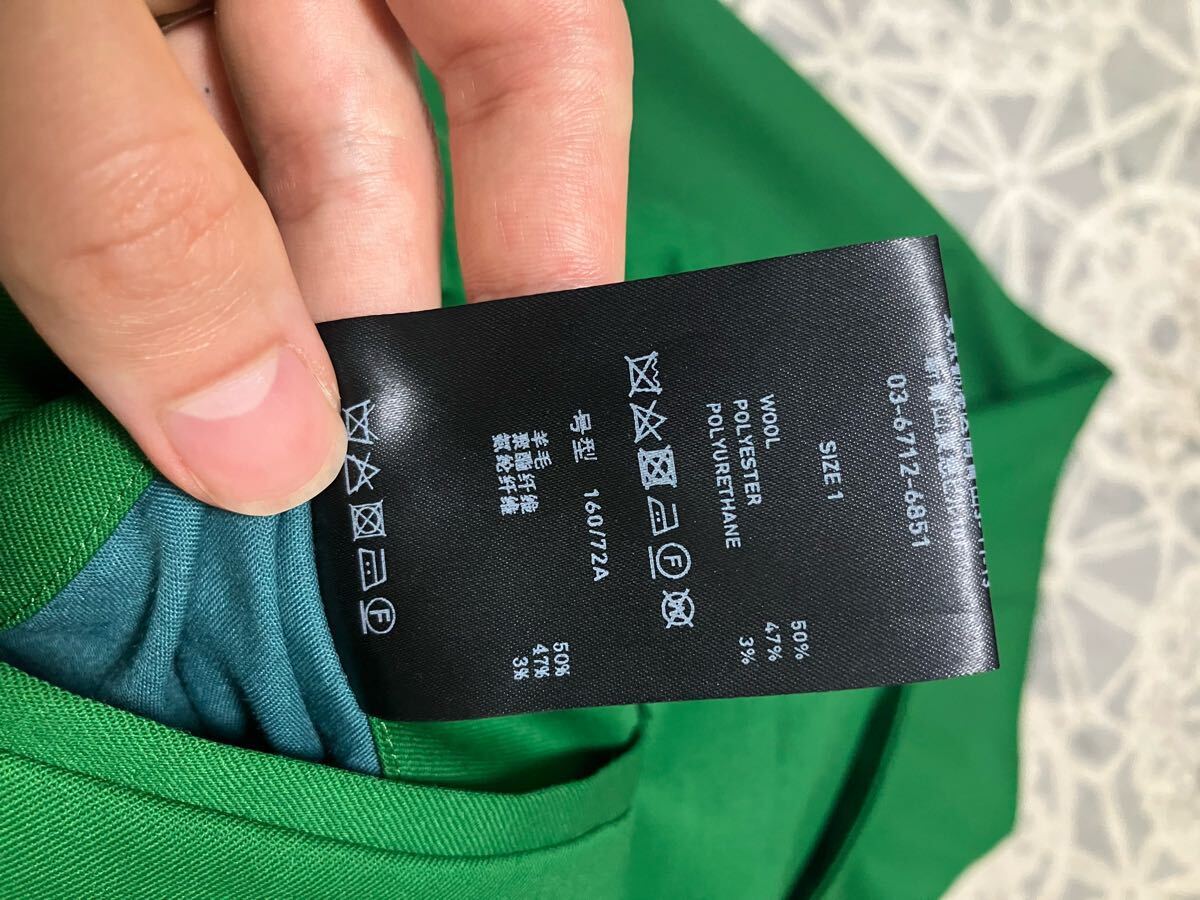 03-6712-6851
SIZE 1
WOOL 50%
POLYESTER 47%
POLYURETHANE 3%
F
W
号型 160/72A
羊毛 50%
聚酯纤维 47%
氨纶纤维 3%
F